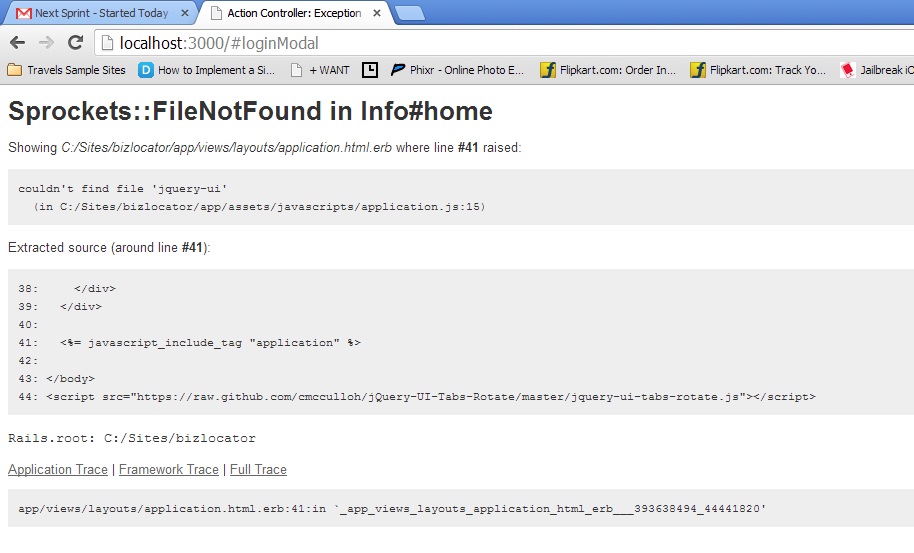 Next Sprint - Started Today
Action Controller: Exception
localhost:3000/#loginModal
Travels Sample Sites
D How to Implement a Si...
+ WANT
Phixr - Online Photo E...
f Flipkart.com: Order In...
f Flipkart.com: Track Yo...
Jailbreak iO
Sprockets::FileNotFound in Info#home
Showing C:/Sites/bizlocator/app/views/layouts/application.html.erb where line #41 raised:
couldn't find file 'jquery-ui'
(in C:/Sites/bizlocator/app/assets/javascripts/application.js:15)
Extracted source (around line #41):
38: </div>
39: </div>
40:
41: <%= javascript_include_tag "application" %>
42:
43: </body>
44: <script src="https://raw.github.com/cmcculloh/jQuery-UI-Tabs-Rotate/master/jquery-ui-tabs-rotate.js"></script>
Rails.root: C:/Sites/bizlocator
Application Trace | Framework Trace | Full Trace
app/views/layouts/application.html.erb:41:in `_app_views_layouts_application_html_erb___393638494_44441820'